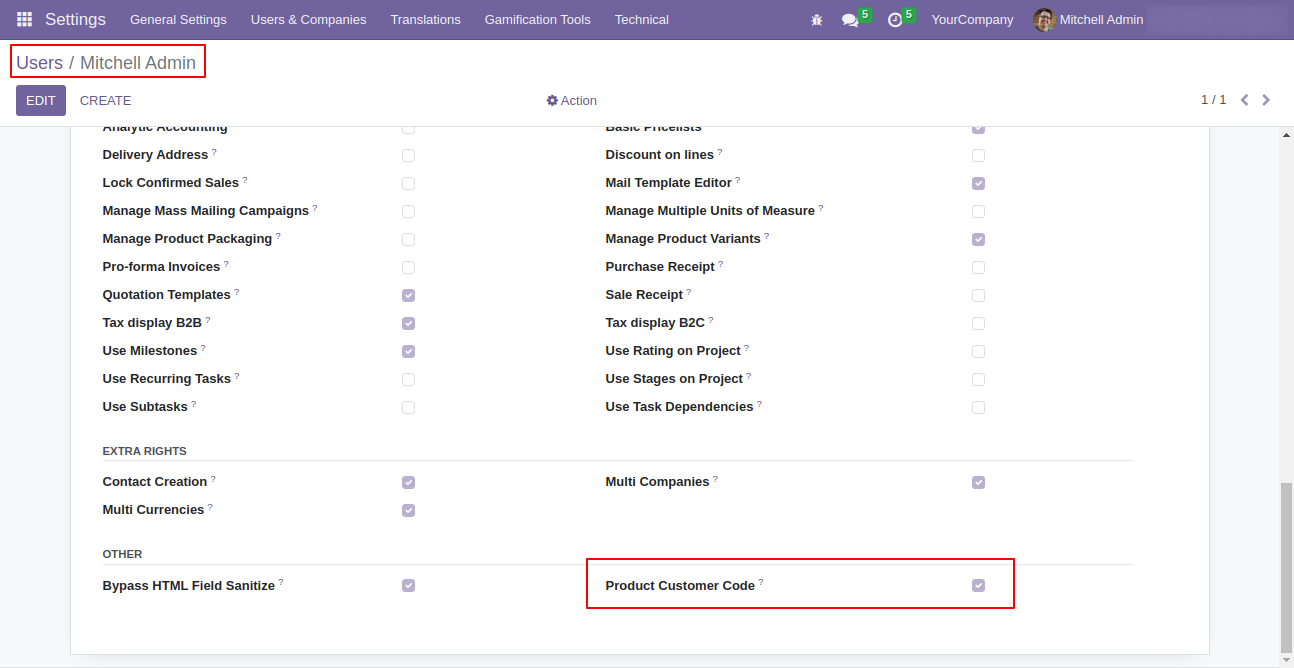 Settings General Settings Users & Companies Translations Gamification Tools Technical 5 5 YourCompany Mitchell Admin
Users / Mitchell Admin
EDIT CREATE Action 1 / 1
Analytic Accounting Basic Pricelists
Delivery Address ? Discount on lines ?
Lock Confirmed Sales ? Mail Template Editor ?
Manage Mass Mailing Campaigns ? Manage Multiple Units of Measure ?
Manage Product Packaging ? Manage Product Variants ?
Pro-forma Invoices ? Purchase Receipt ?
Quotation Templates ? Sale Receipt ?
Tax display B2B ? Tax display B2C ?
Use Milestones ? Use Rating on Project ?
Use Recurring Tasks ? Use Stages on Project ?
Use Subtasks ? Use Task Dependencies ?
EXTRA RIGHTS
Contact Creation ? Multi Companies ?
Multi Currencies ?
OTHER
Bypass HTML Field Sanitize ? Product Customer Code ?